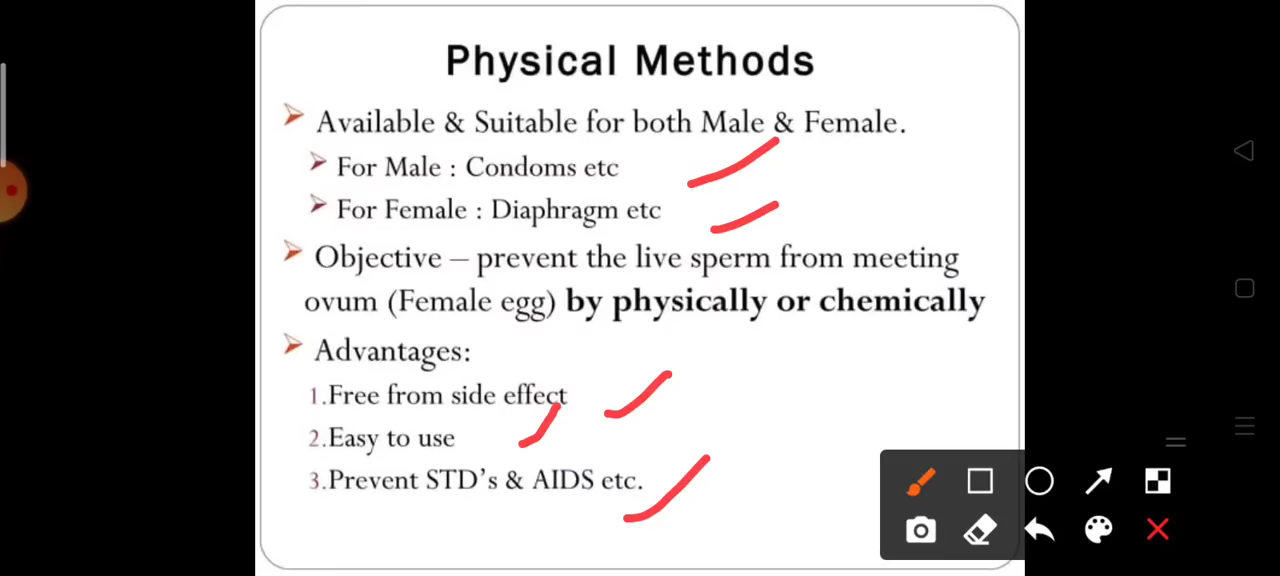 Physical Methods
Available & Suitable for both Male & Female.
For Male : Condoms etc
For Female : Diaphragm etc
Objective – prevent the live sperm from meeting
ovum (Female egg) by physically or chemically
Advantages:
1.Free from side effect
2.Easy to use
3.Prevent STD's & AIDS etc.